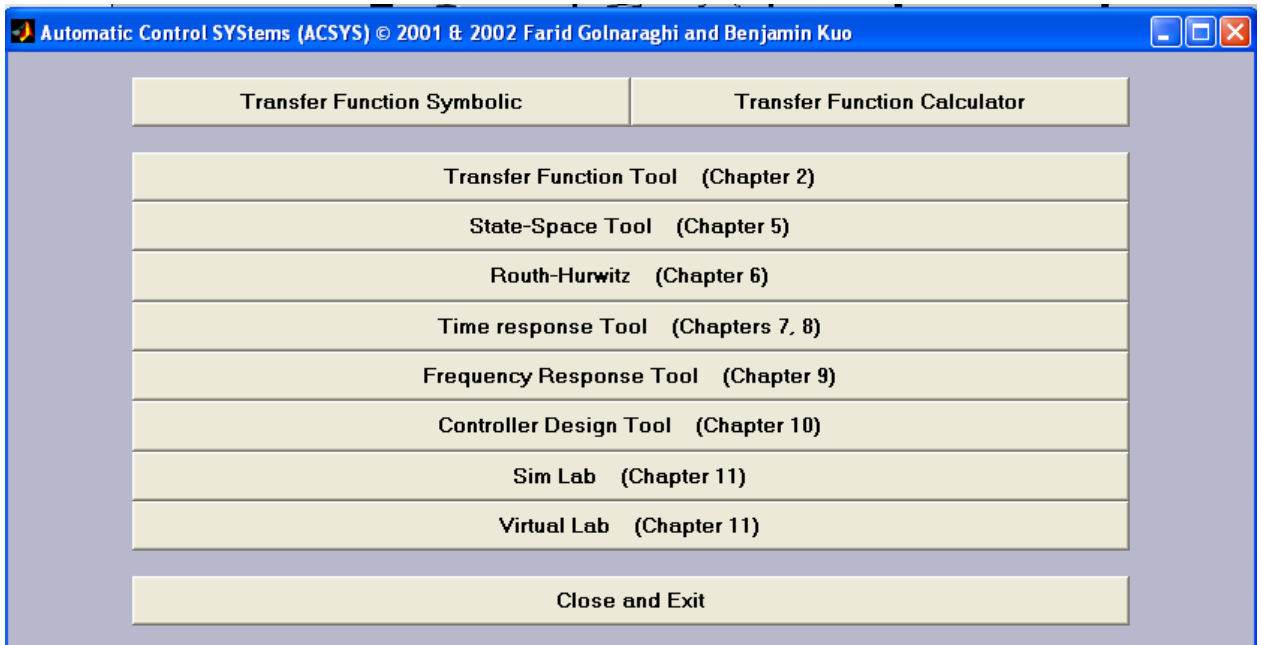 Automatic Control SYStems (ACSYS) © 2001 & 2002 Farid Golnaraghi and Benjamin Kuo
Transfer Function Symbolic Transfer Function Calculator
Transfer Function Tool (Chapter 2)
State-Space Tool (Chapter 5)
Routh-Hurwitz (Chapter 6)
Time response Tool (Chapters 7, 8)
Frequency Response Tool (Chapter 9)
Controller Design Tool (Chapter 10)
Sim Lab (Chapter 11)
Virtual Lab (Chapter 11)
Close and Exit